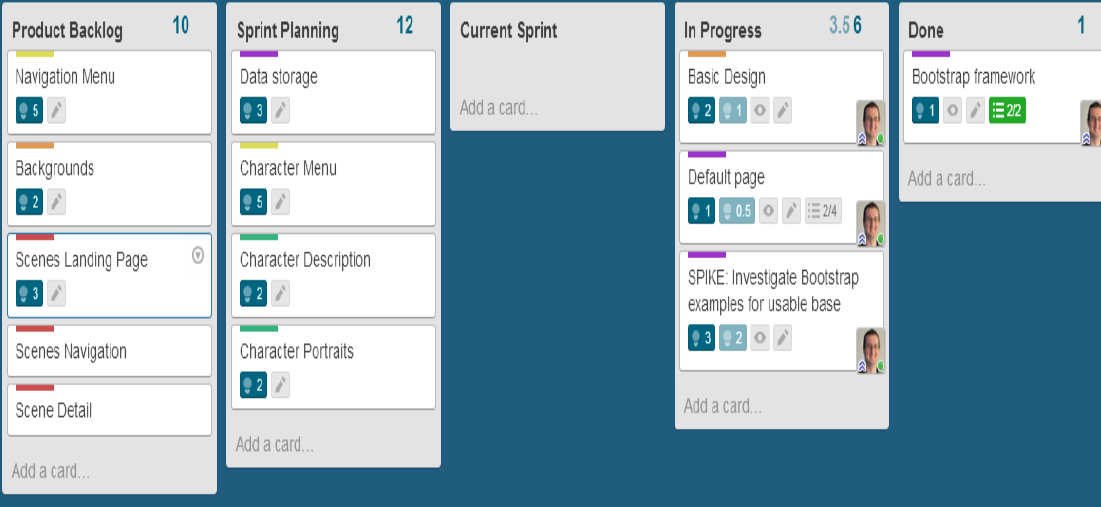 Product Backlog 10
Navigation Menu
5
Backgrounds
2
Scenes Landing Page
3
Scenes Navigation
Scene Detail
Add a card...
Sprint Planning 12
Data storage
3
Character Menu
5
Character Description
2
Character Portraits
2
Add a card...
Current Sprint
Add a card...
In Progress 3.5 6
Basic Design
2 1
Default page
1 0.5 2/4
SPIKE: Investigate Bootstrap
examples for usable base
3 2
Add a card...
Done 1
Bootstrap framework
1 2/2
Add a card...